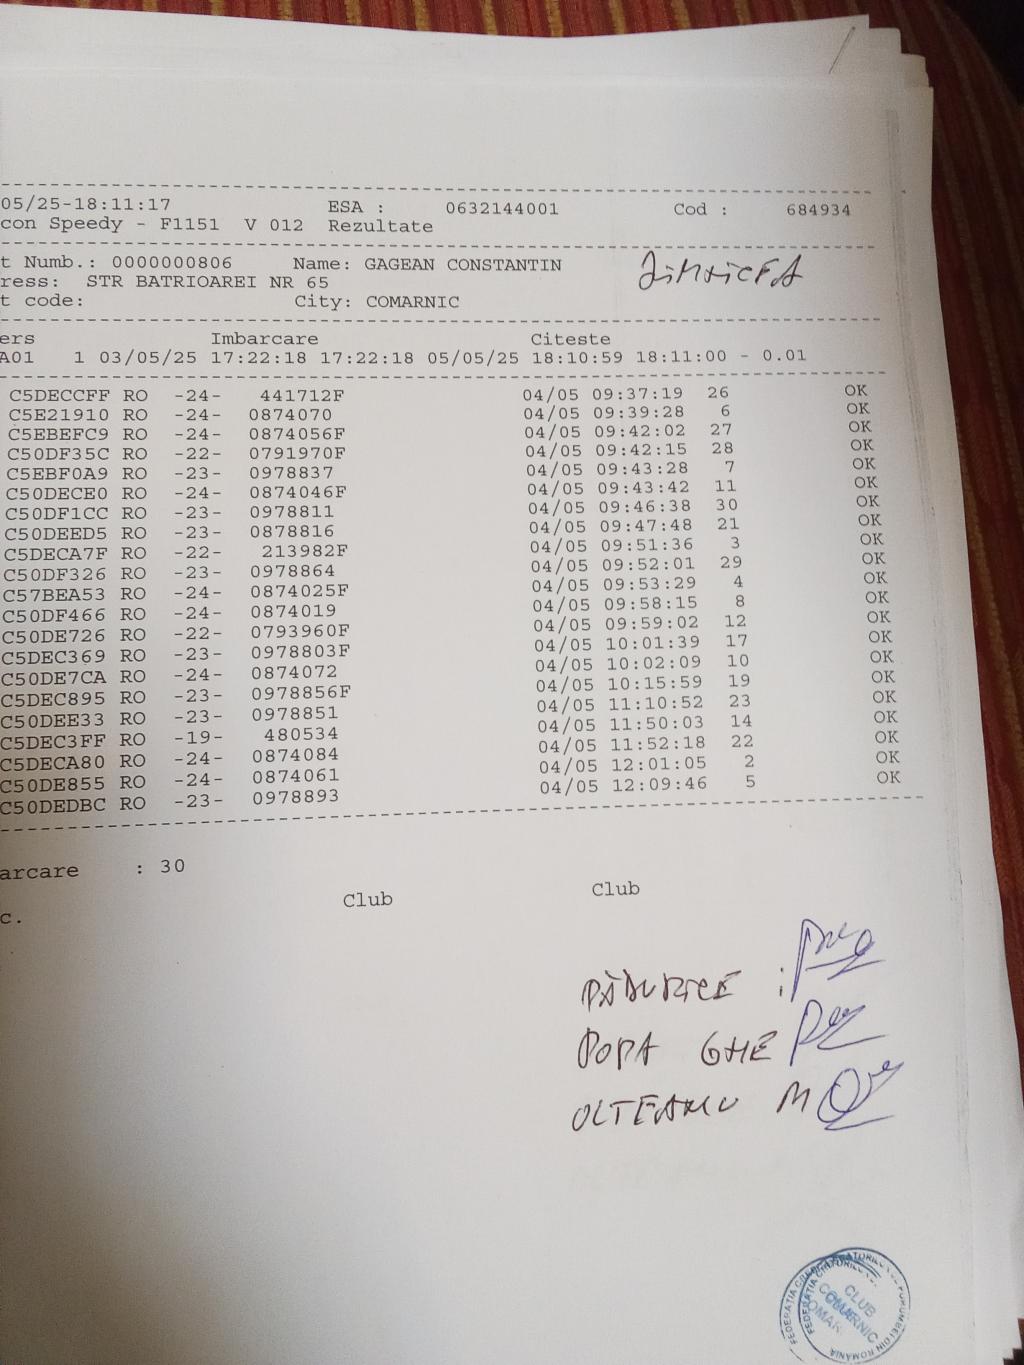 05/25-18:11:17 ESA : 0632144001 Cod : 684934
con Speedy - F1151 V 012 Rezultate
t Numb.: 0000000806 Name: GAGEAN CONSTANTIN
ress: STR BATRIOAREI NR 65
t code: City: COMARNIC
ers Imbarcare Citeste
A01 1 03/05/25 17:22:18 17:22:18 05/05/25 18:10:59 18:11:00 - 0.01
C5DECCFF RO -24- 441712F 04/05 09:37:19 26 OK
C5E21910 RO -24- 0874070 04/05 09:39:28 6 OK
C5EBEFC9 RO -24- 0874056F 04/05 09:42:02 27 OK
C50DF35C RO -22- 0791970F 04/05 09:42:15 28 OK
C5EBF0A9 RO -23- 0978837 04/05 09:43:28 7 OK
C50DECE0 RO -24- 0874046F 04/05 09:43:42 11 OK
C50DF1CC RO -23- 0978811 04/05 09:46:38 30 OK
C50DEED5 RO -23- 0878816 04/05 09:47:48 21 OK
C5DECA7F RO -22- 213982F 04/05 09:51:36 3 OK
C50DF326 RO -23- 0978864 04/05 09:52:01 29 OK
C57BEA53 RO -24- 0874025F 04/05 09:53:29 4 OK
C50DF466 RO -24- 0874019 04/05 09:58:15 8 OK
C50DE726 RO -22- 0793960F 04/05 09:59:02 12 OK
C5DEC369 RO -23- 0978803F 04/05 10:01:39 17 OK
C50DE7CA RO -24- 0874072 04/05 10:02:09 10 OK
C5DEC895 RO -23- 0978856F 04/05 10:15:59 19 OK
C50DEE33 RO -23- 0978851 04/05 11:10:52 23 OK
C5DEC3FF RO -19- 480534 04/05 11:50:03 14 OK
C5DECA80 RO -24- 0874084 04/05 11:52:18 22 OK
C50DE855 RO -24- 0874061 04/05 12:01:05 2 OK
C50DEDBC RO -23- 0978893 04/05 12:09:46 5 OK
arcare : 30
c. Club Club
PĂDURICE i
POPA GHE
OLTEANU M
CLUB
COMARNIC